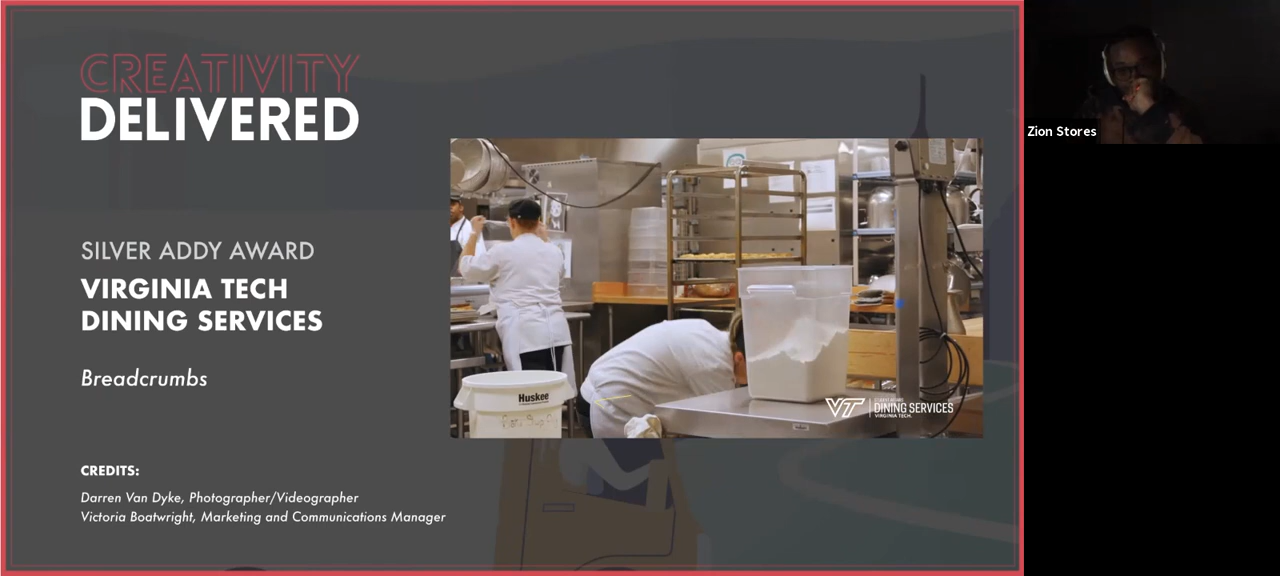 CREATIVITY
DELIVERED
SILVER ADDY AWARD
VIRGINIA TECH
DINING SERVICES
Breadcrumbs
CREDITS:
Darren Van Dyke, Photographer/Videographer
Victoria Boatwright, Marketing and Communications Manager
Huskee
VT
DINING SERVICES
VIRGINIA TECH.
Zion Stores